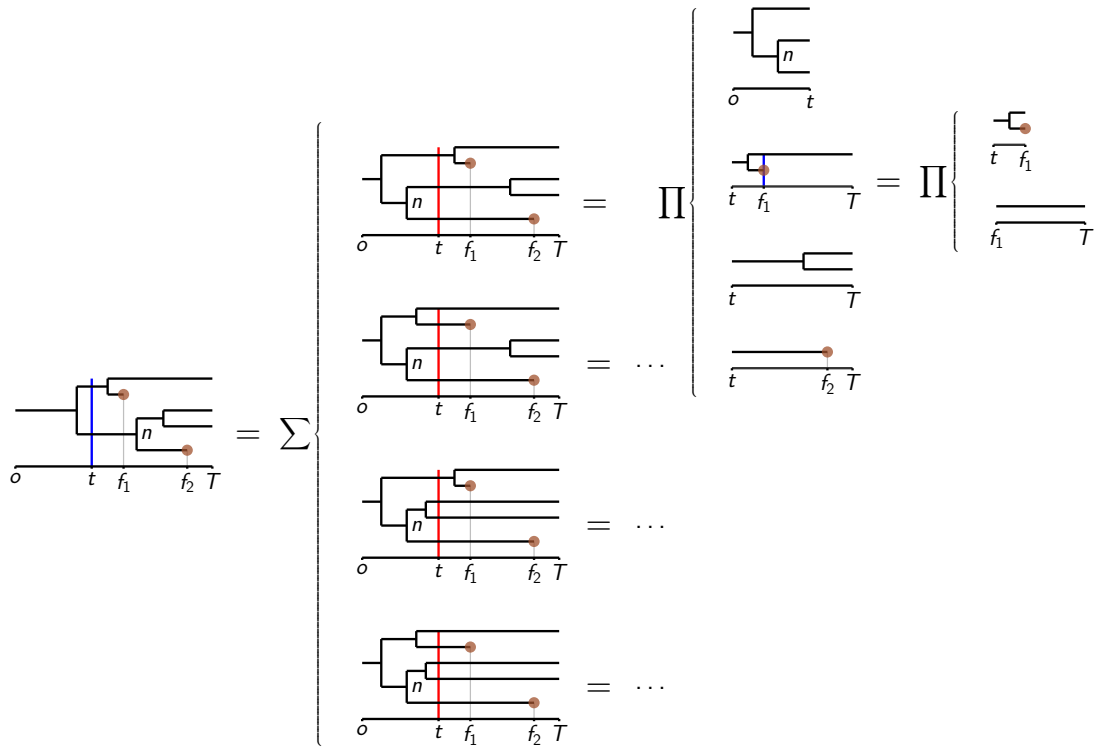 n
o t f₁ f₂ T
= Σ
n
o t f₁ f₂ T
=
n
o t f₁ f₂ T
= ...
n
o t f₁ f₂ T
= ...
n
o t f₁ f₂ T
= ...
∏
n
o t
t f₁ T
t T
t f₂ T
= ∏
t f₁
f₁ T